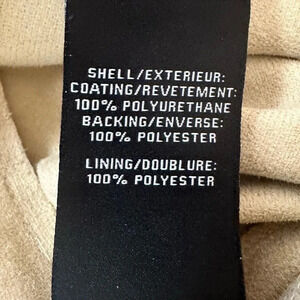 SHELL/EXTERIEUR:
COATING/REVETEMENT:
100% POLYURETHANE
BACKING/ENVERSE:
100% POLYESTER
LINING/DOUBLURE:
100% POLYESTER